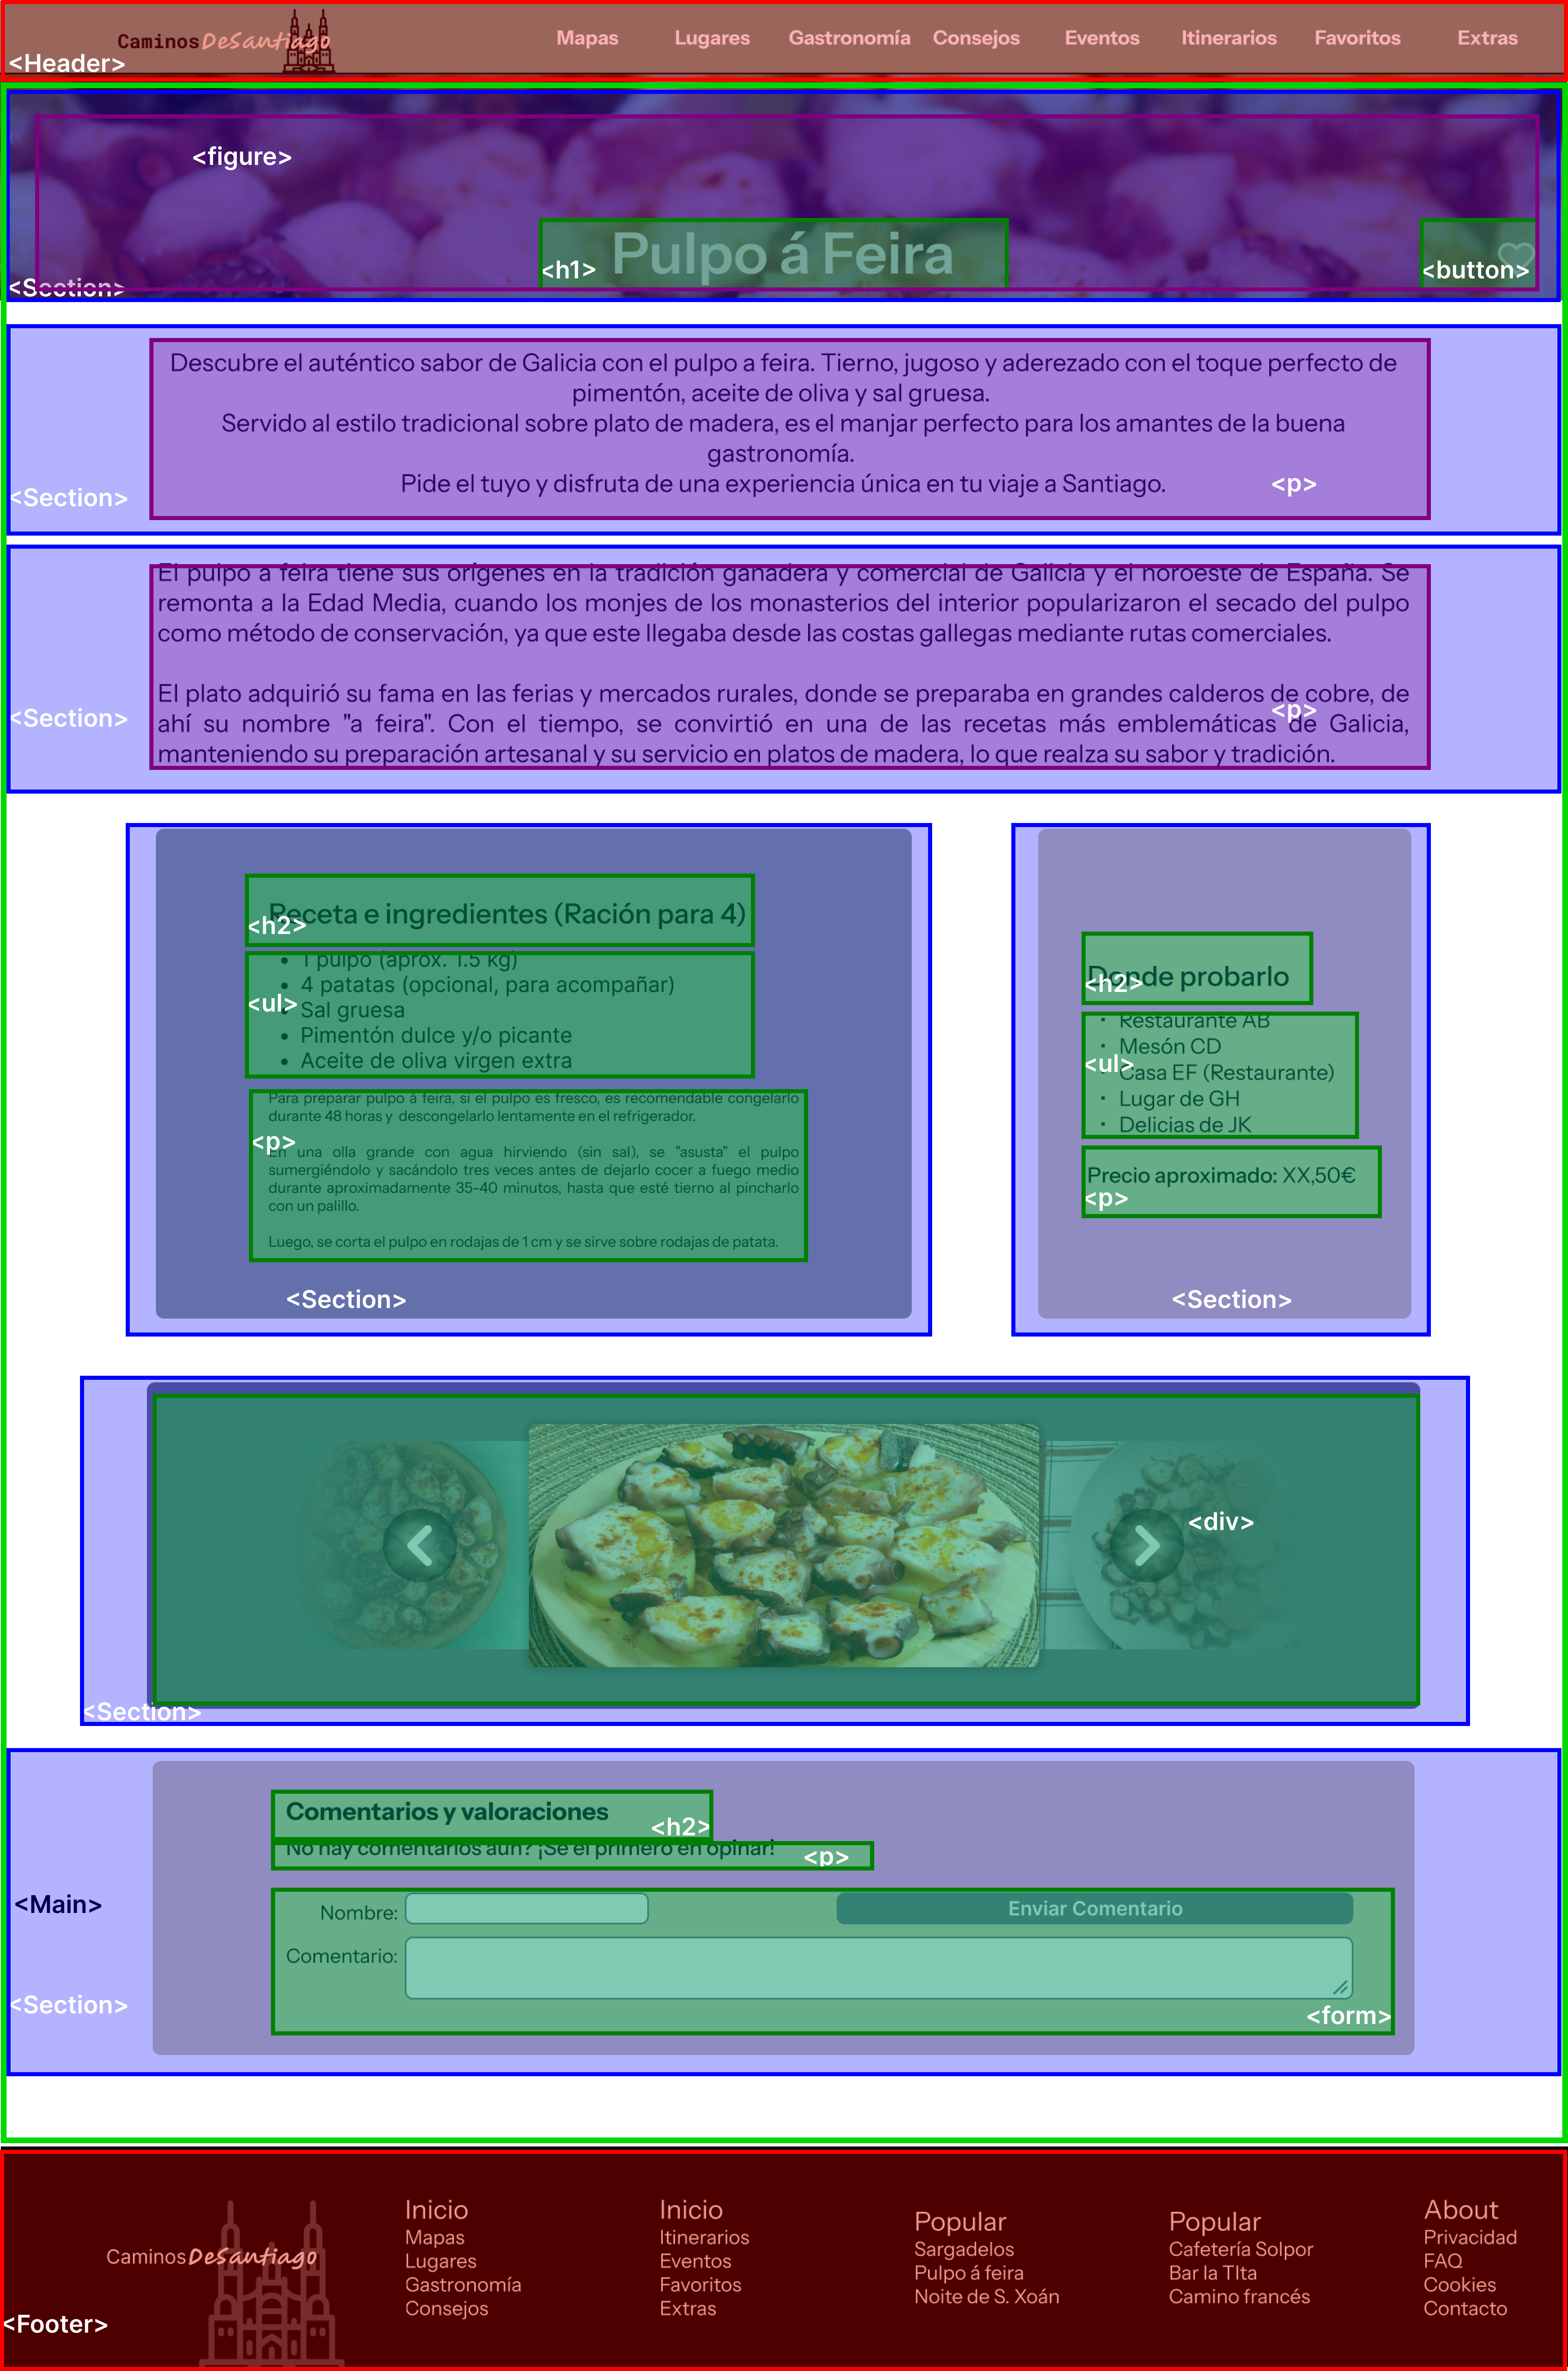 CaminosDeSantiago
Mapas Lugares Gastronomía Consejos Eventos Itinerarios Favoritos Extras
<Header>
<figure>
Pulpo á Feira
<h1>
<button>
<Section>
Descubre el auténtico sabor de Galicia con el pulpo a feira. Tierno, jugoso y aderezado con el toque perfecto de
pimentón, aceite de oliva y sal gruesa.
Servido al estilo tradicional sobre plato de madera, es el manjar perfecto para los amantes de la buena
gastronomía.
Pide el tuyo y disfruta de una experiencia única en tu viaje a Santiago.
<p>
<Section>
El pulpo a feira tiene sus orígenes en la tradición ganadera y comercial de Galicia y el noroeste de España. Se
remonta a la Edad Media, cuando los monjes de los monasterios del interior popularizaron el secado del pulpo
como método de conservación, ya que este llegaba desde las costas gallegas mediante rutas comerciales.
El plato adquirió su fama en las ferias y mercados rurales, donde se preparaba en grandes calderos de cobre, de
ahí su nombre "a feira". Con el tiempo, se convirtió en una de las recetas más emblemáticas de Galicia,
manteniendo su preparación artesanal y su servicio en platos de madera, lo que realza su sabor y tradición.
<p>
<Section>
Receta e ingredientes (Ración para 4)
<h2>
• 1 pulpo (aprox. 1.5 kg)
• 4 patatas (opcional, para acompañar)
• Sal gruesa
• Pimentón dulce y/o picante
• Aceite de oliva virgen extra
<ul>
Para preparar pulpo á feira, si el pulpo es fresco, es recomendable congelarlo
durante 48 horas y descongelarlo lentamente en el refrigerador.
En una olla grande con agua hirviendo (sin sal), se "asusta" el pulpo
sumergiéndolo y sacándolo tres veces antes de dejarlo cocer a fuego medio
durante aproximadamente 35-40 minutos, hasta que esté tierno al pincharlo
con un palillo.
Luego, se corta el pulpo en rodajas de 1 cm y se sirve sobre rodajas de patata.
<p>
<Section>
Donde probarlo
<h2>
• Restaurante AB
• Mesón CD
• Casa EF (Restaurante)
• Lugar de GH
• Delicias de JK
<ul>
Precio aproximado: XX,50€
<p>
<Section>
<div>
<Section>
Comentarios y valoraciones
<h2>
No hay comentarios aun? ¡Se el primero en opinar!
<p>
<Main>
Nombre:
Enviar Comentario
Comentario:
<Section>
<form>
CaminosDeSantiago
<Footer>
Inicio
Mapas
Lugares
Gastronomía
Consejos
Inicio
Itinerarios
Eventos
Favoritos
Extras
Popular
Sargadelos
Pulpo á feira
Noite de S. Xoán
Popular
Cafetería Solpor
Bar la TIta
Camino francés
About
Privacidad
FAQ
Cookies
Contacto